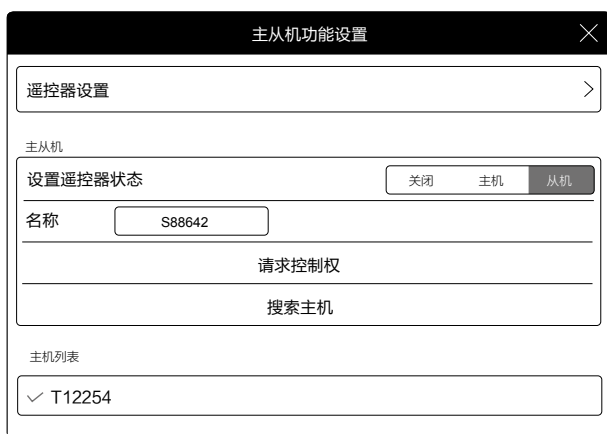 主从机功能设置
遥控器设置
主从机
设置遥控器状态 关闭 主机 从机
名称 S88642
请求控制权
搜索主机
主机列表
T12254